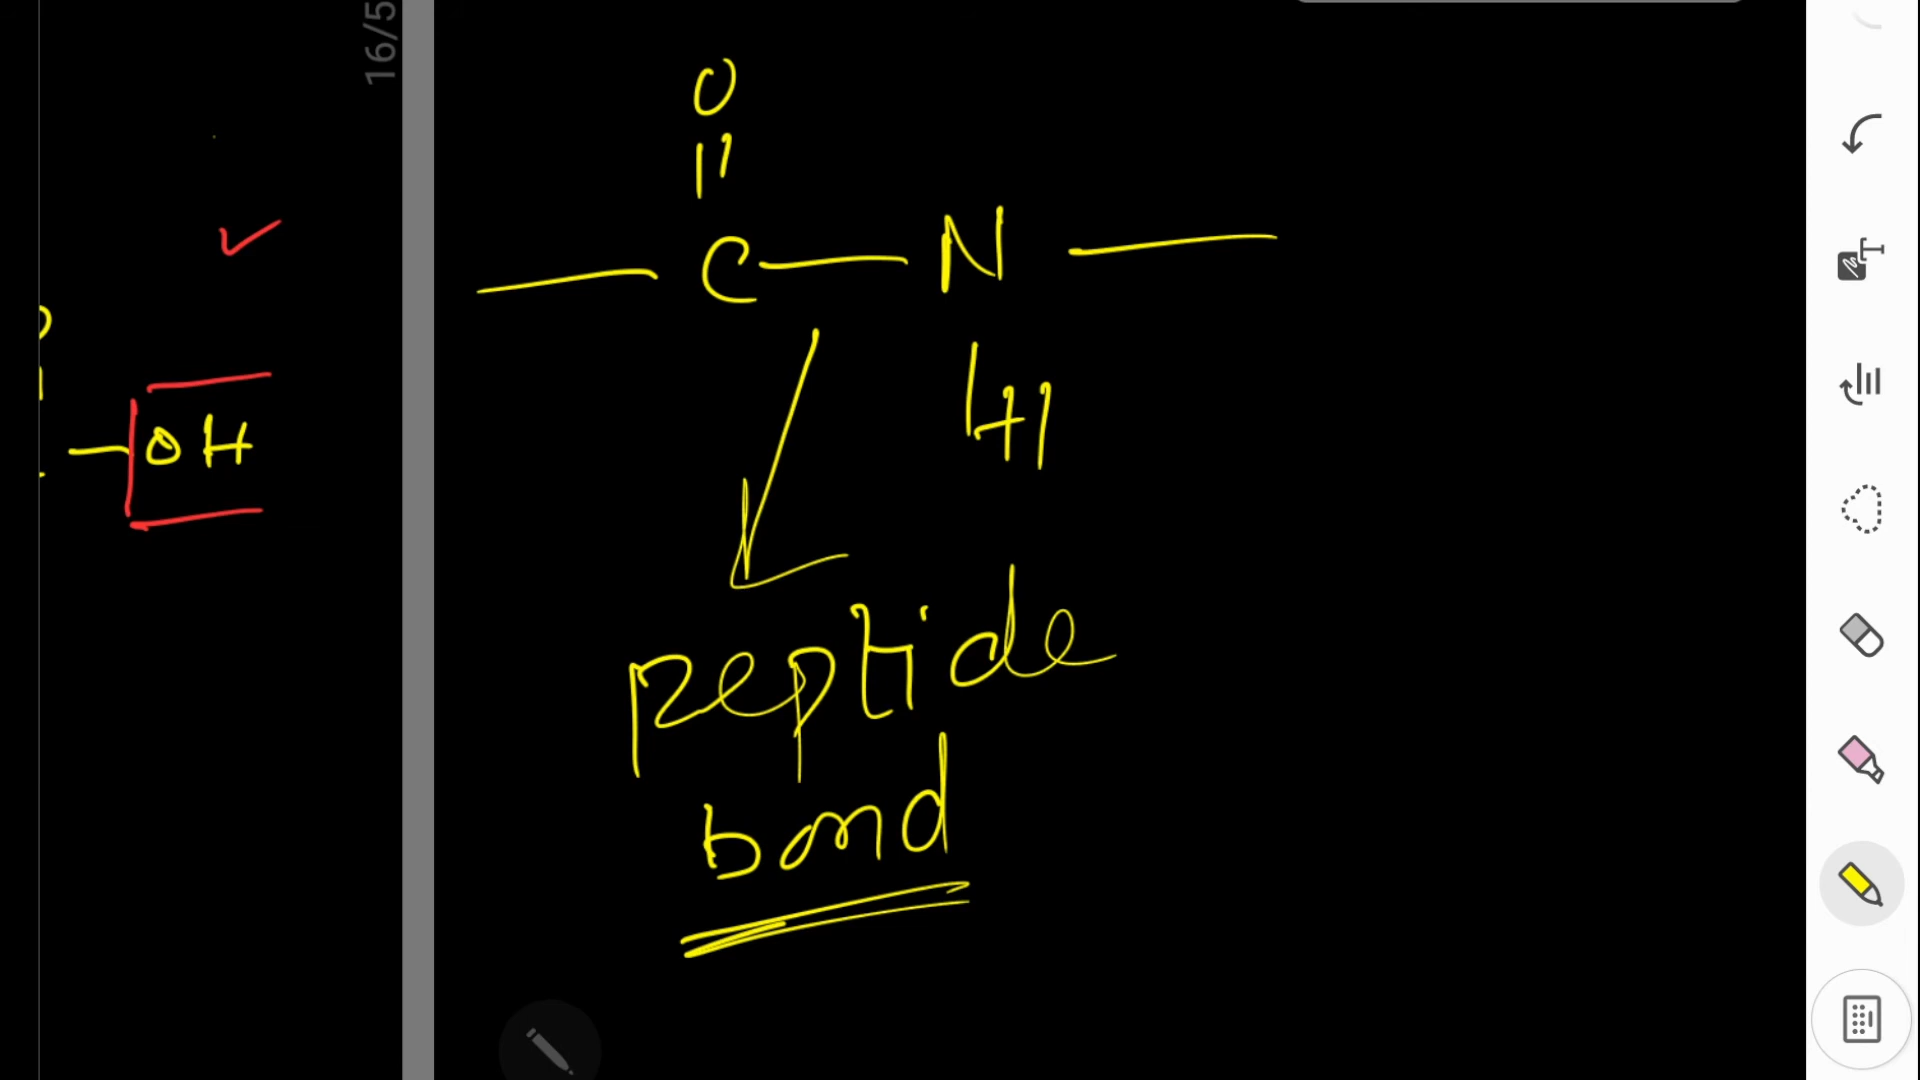 16/5
OH
O
||
— C — N —
H
peptide
bond